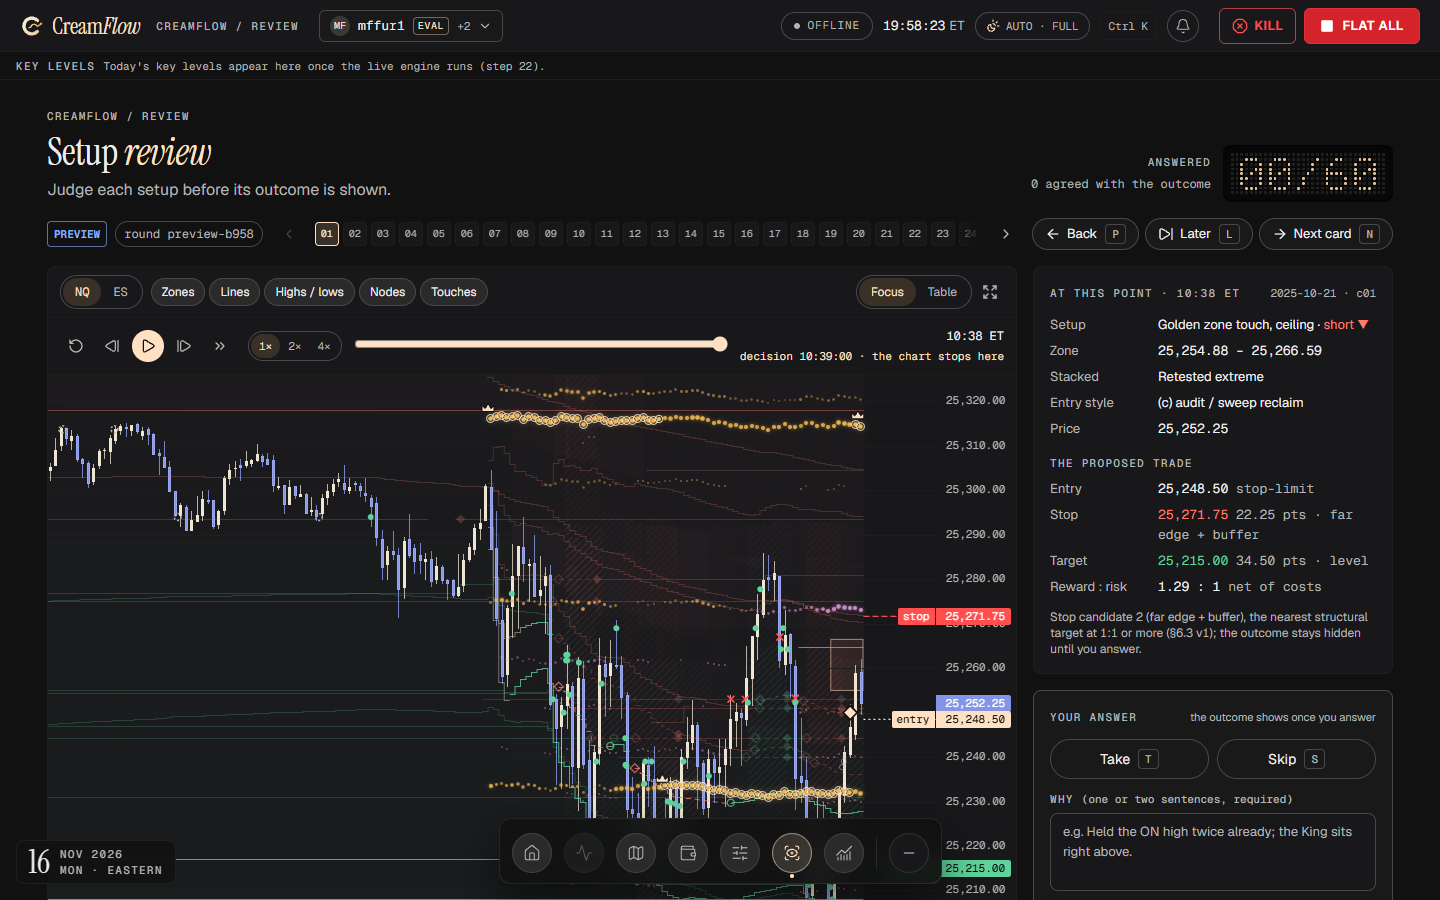 CreamFlow
CREAMFLOW / REVIEW
MF mffur1 EVAL +2
OFFLINE
19:58:23 ET
AUTO · FULL
Ctrl K
KILL
FLAT ALL
KEY LEVELS Today's key levels appear here once the live engine runs (step 22).
CREAMFLOW / REVIEW
Setup review
Judge each setup before its outcome is shown.
ANSWERED
0 agreed with the outcome
00/60
PREVIEW
round preview-b958
01 02 03 04 05 06 07 08 09 10 11 12 13 14 15 16 17 18 19 20 21 22 23 24
Back P
Later L
Next card N
NQ ES
Zones
Lines
Highs / lows
Nodes
Touches
Focus Table
1× 2× 4×
10:38 ET
decision 10:39:00 · the chart stops here
25,320.00
25,310.00
25,300.00
25,290.00
25,280.00
stop 25,271.75
25,260.00
25,252.25
entry 25,248.50
25,240.00
25,230.00
25,220.00
25,215.00
25,210.00
AT THIS POINT · 10:38 ET
2025-10-21 · c01
Setup Golden zone touch, ceiling · short ▼
Zone 25,254.88 – 25,266.59
Stacked Retested extreme
Entry style (c) audit / sweep reclaim
Price 25,252.25
THE PROPOSED TRADE
Entry 25,248.50 stop-limit
Stop 25,271.75 22.25 pts · far
edge + buffer
Target 25,215.00 34.50 pts · level
Reward : risk 1.29 : 1 net of costs
Stop candidate 2 (far edge + buffer), the nearest structural
target at 1:1 or more (§6.3 v1); the outcome stays hidden
until you answer.
YOUR ANSWER
the outcome shows once you answer
Take T
Skip S
WHY (one or two sentences, required)
e.g. Held the ON high twice already; the King sits
right above.
16 NOV 2026
MON · EASTERN